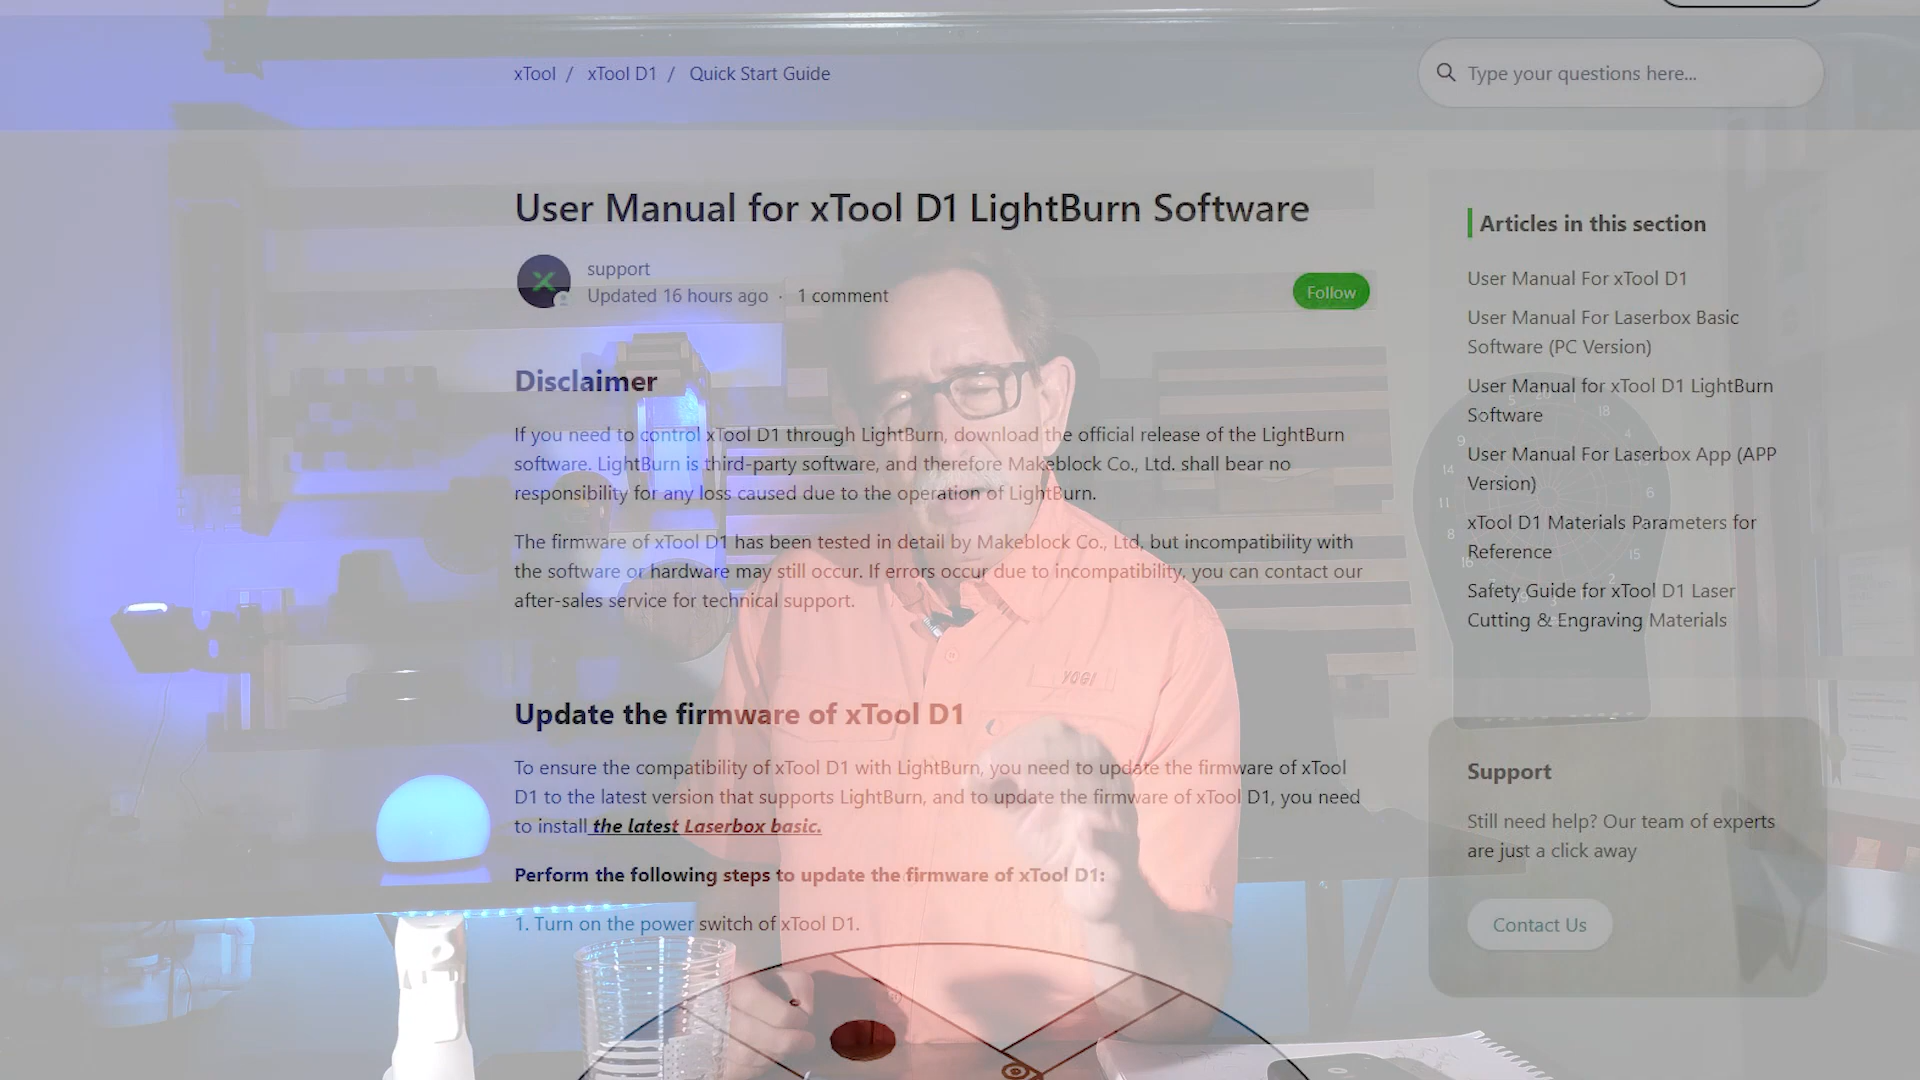 xTool / xTool D1 / Quick Start Guide
Type your questions here...
User Manual for xTool D1 LightBurn Software
support
Updated 16 hours ago · 1 comment
Follow
Disclaimer
If you need to control xTool D1 through LightBurn, download the official release of the LightBurn
software. LightBurn is third-party software, and therefore Makeblock Co., Ltd. shall bear no
responsibility for any loss caused due to the operation of LightBurn.
The firmware of xTool D1 has been tested in detail by Makeblock Co., Ltd, but incompatibility with
the software or hardware may still occur. If errors occur due to incompatibility, you can contact our
after-sales service for technical support.
Update the firmware of xTool D1
To ensure the compatibility of xTool D1 with LightBurn, you need to update the firmware of xTool
D1 to the latest version that supports LightBurn, and to update the firmware of xTool D1, you need
to install the latest Laserbox basic.
Perform the following steps to update the firmware of xTool D1:
1. Turn on the power switch of xTool D1.
Articles in this section
User Manual For xTool D1
User Manual For Laserbox Basic
Software (PC Version)
User Manual for xTool D1 LightBurn
Software
User Manual For Laserbox App (APP
Version)
xTool D1 Materials Parameters for
Reference
Safety Guide for xTool D1 Laser
Cutting & Engraving Materials
Support
Still need help? Our team of experts
are just a click away
Contact Us
YOGI